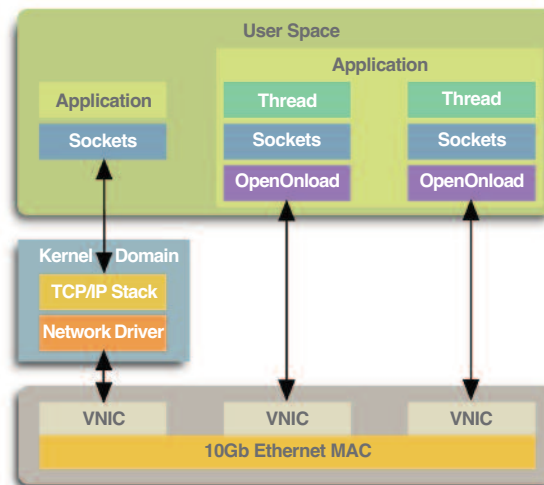 User Space
Application
Application
Thread
Thread
Sockets
Sockets
Sockets
OpenOnload
OpenOnload
Kernel Domain
TCP/IP Stack
Network Driver
VNIC
VNIC
VNIC
10Gb Ethernet MAC